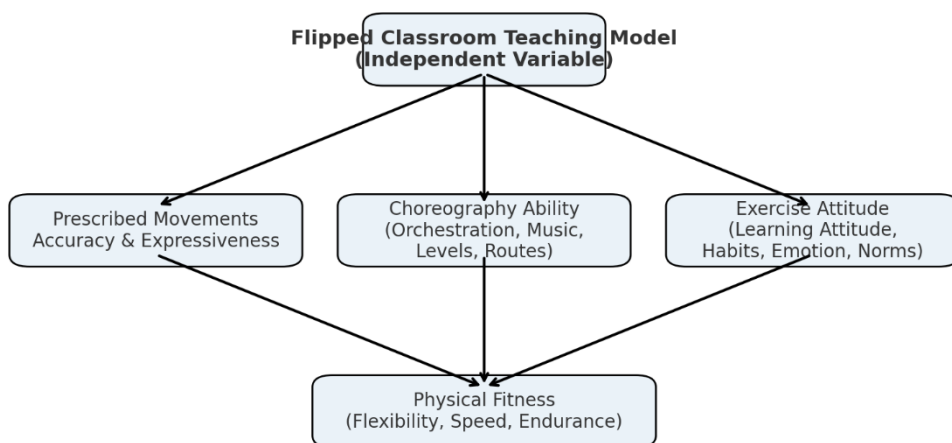 Flipped Classroom Teaching Model
(Independent Variable)
Prescribed Movements
Accuracy & Expressiveness
Choreography Ability
(Orchestration, Music,
Levels, Routes)
Exercise Attitude
(Learning Attitude,
Habits, Emotion, Norms)
Physical Fitness
(Flexibility, Speed, Endurance)